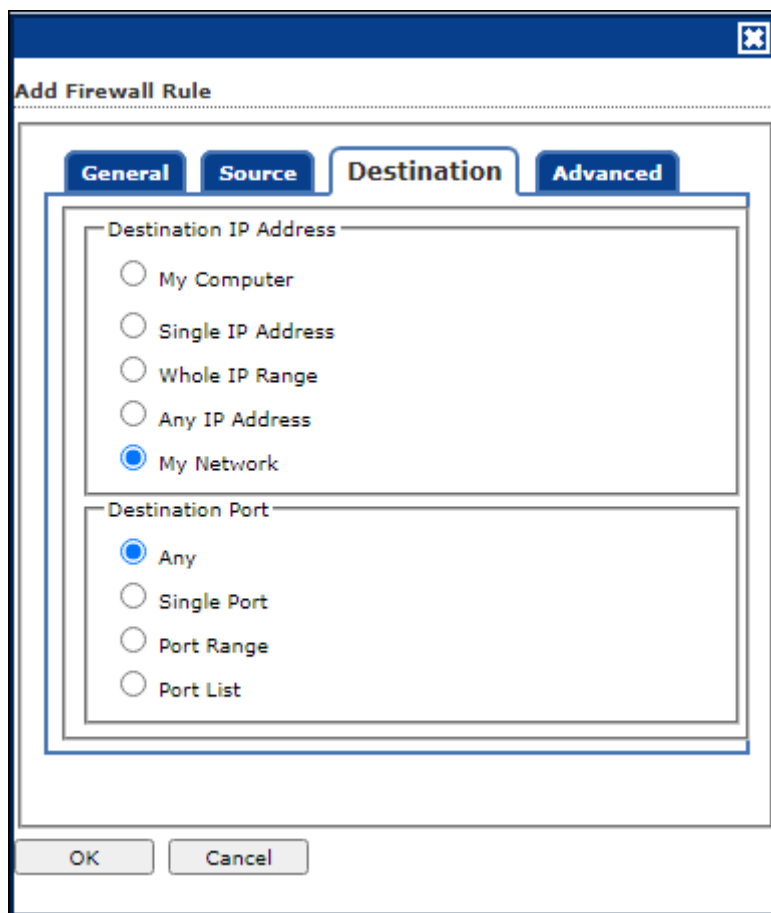 Add Firewall Rule
General Source Destination Advanced
Destination IP Address
My Computer
Single IP Address
Whole IP Range
Any IP Address
My Network
Destination Port
Any
Single Port
Port Range
Port List
OK Cancel